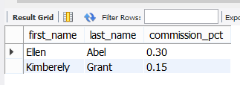 Result Grid Filter Rows: Expo
first_name last_name commission_pct
Ellen Abel 0.30
Kimberely Grant 0.15